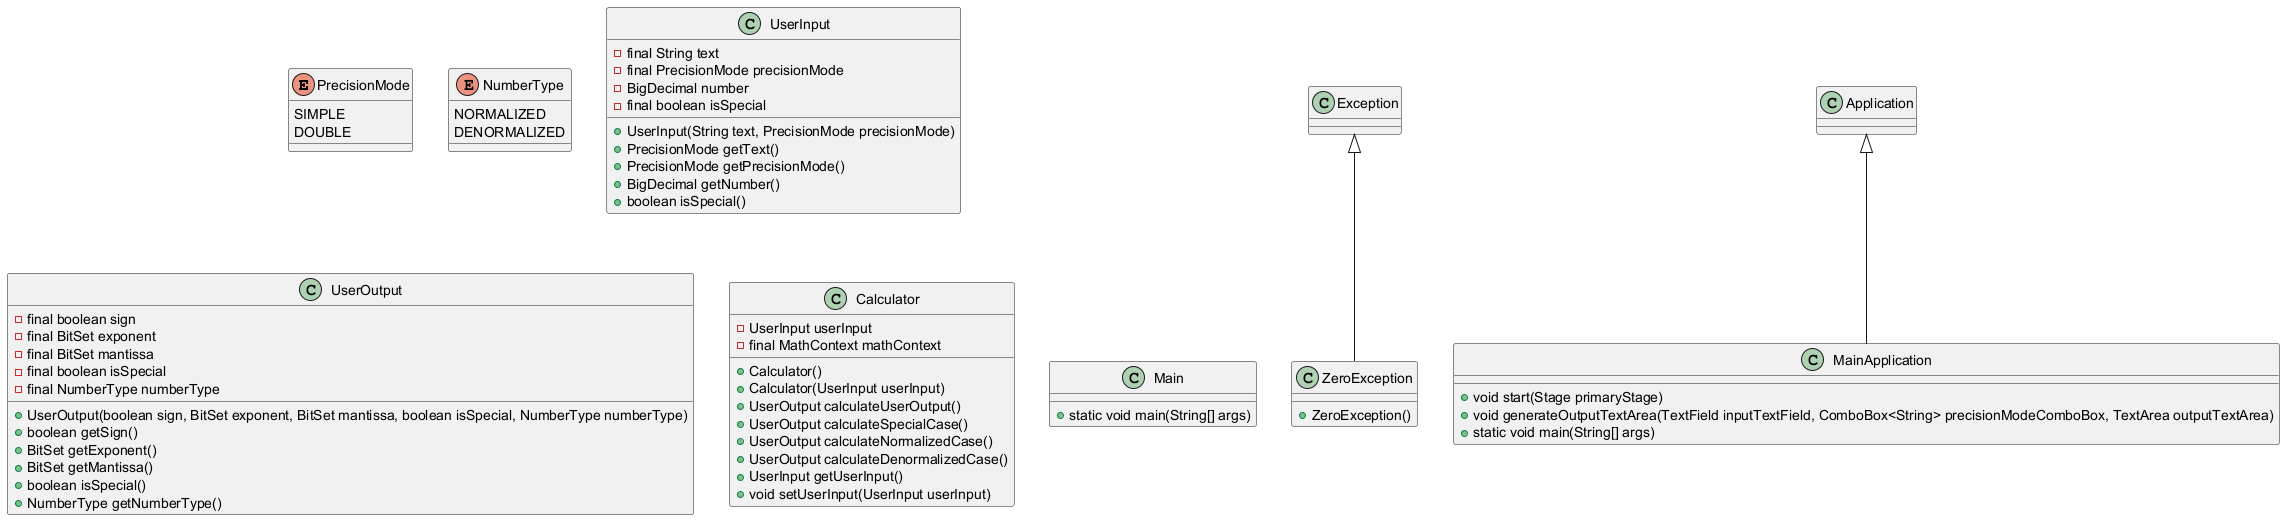 E PrecisionMode
SIMPLE
DOUBLE
E NumberType
NORMALIZED
DENORMALIZED
C UserInput
final String text
final PrecisionMode precisionMode
BigDecimal number
final boolean isSpecial
UserInput(String text, PrecisionMode precisionMode)
PrecisionMode getText()
PrecisionMode getPrecisionMode()
BigDecimal getNumber()
boolean isSpecial()
C Exception
C Application
C UserOutput
final boolean sign
final BitSet exponent
final BitSet mantissa
final boolean isSpecial
final NumberType numberType
UserOutput(boolean sign, BitSet exponent, BitSet mantissa, boolean isSpecial, NumberType numberType)
boolean getSign()
BitSet getExponent()
BitSet getMantissa()
boolean isSpecial()
NumberType getNumberType()
C Calculator
UserInput userInput
final MathContext mathContext
Calculator()
Calculator(UserInput userInput)
UserOutput calculateUserOutput()
UserOutput calculateSpecialCase()
UserOutput calculateNormalizedCase()
UserOutput calculateDenormalizedCase()
UserInput getUserInput()
void setUserInput(UserInput userInput)
C Main
static void main(String[] args)
C ZeroException
ZeroException()
C MainApplication
void start(Stage primaryStage)
void generateOutputTextArea(TextField inputTextField, ComboBox<String> precisionModeComboBox, TextArea outputTextArea)
static void main(String[] args)